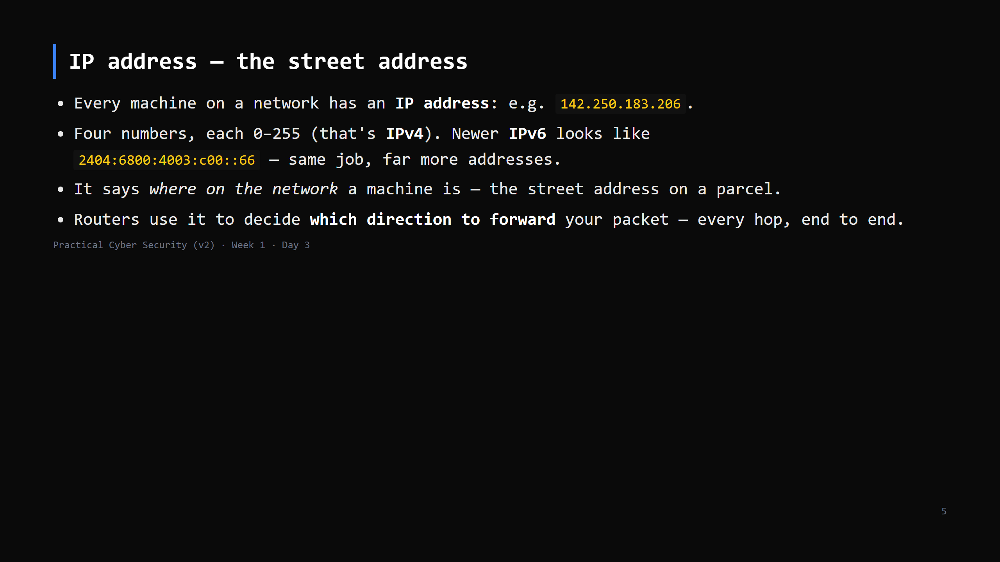 IP address — the street address
• Every machine on a network has an IP address: e.g. 142.250.183.206.
• Four numbers, each 0–255 (that's IPv4). Newer IPv6 looks like
2404:6800:4003:c00::66 — same job, far more addresses.
• It says where on the network a machine is — the street address on a parcel.
• Routers use it to decide which direction to forward your packet — every hop, end to end.
Practical Cyber Security (v2) · Week 1 · Day 3
5